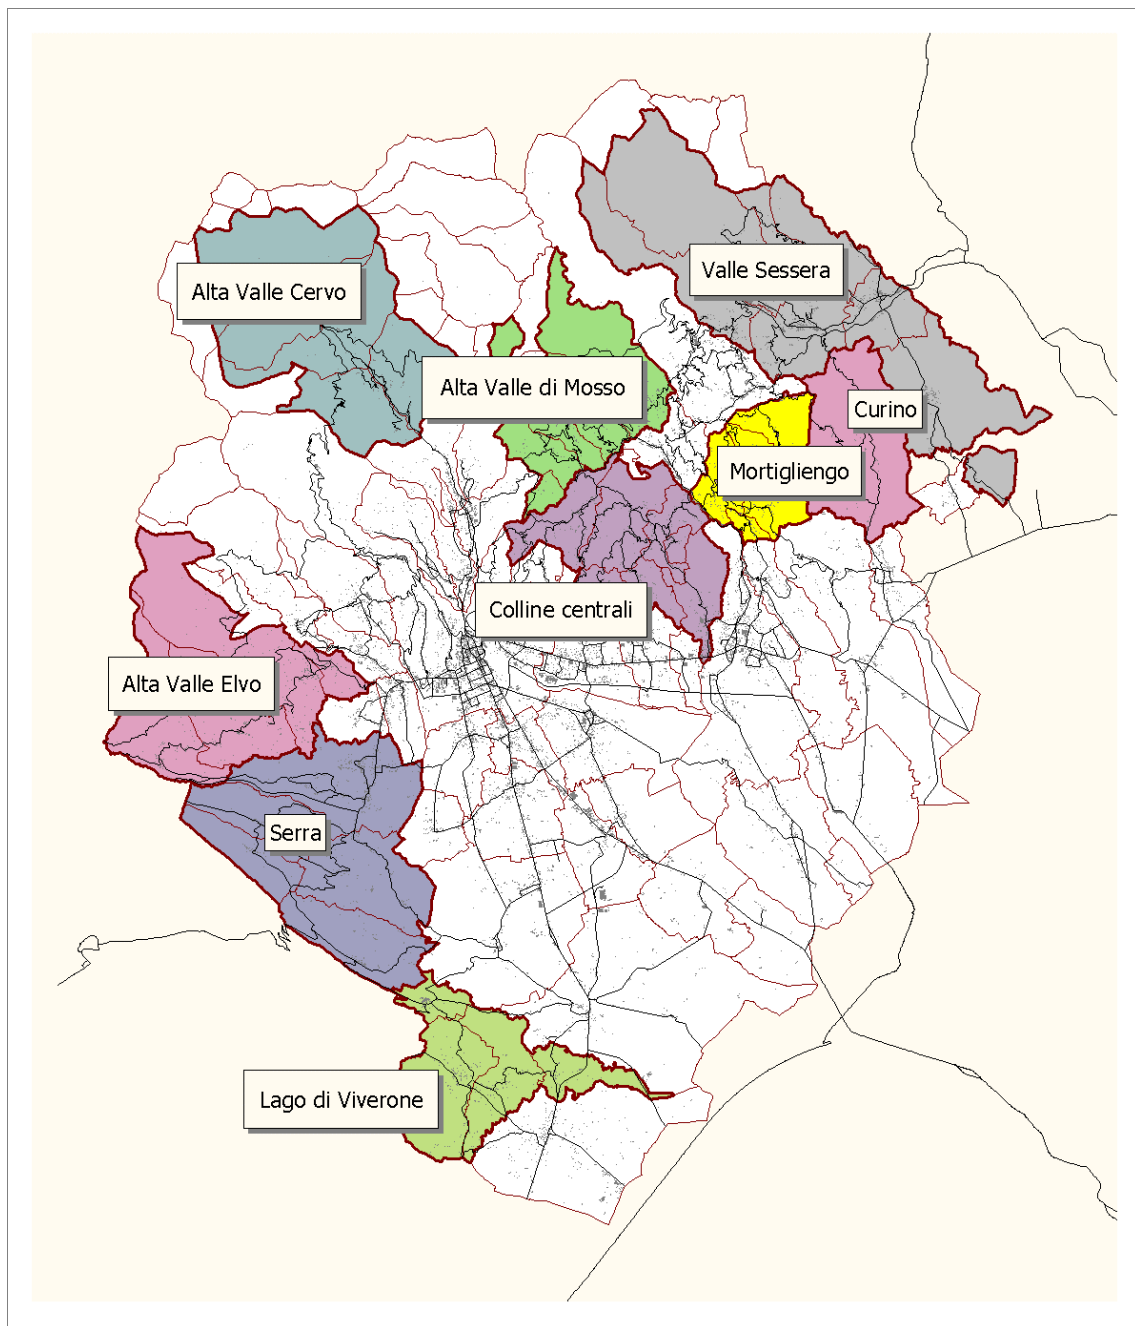 Valle Sessera
Alta Valle Cervo
Alta Valle di Mosso
Curino
Mortigliengo
Colline centrali
Alta Valle Elvo
Serra
Lago di Viverone